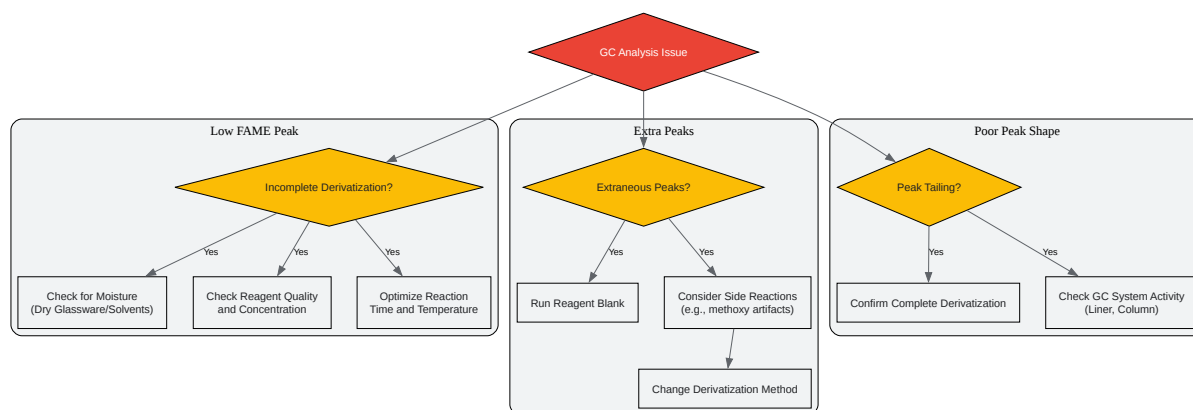 GC Analysis Issue
Low FAME Peak
Extra Peaks
Poor Peak Shape
Incomplete Derivatization?
Extraneous Peaks?
Peak Tailing?
Yes
Yes
Yes
Yes
Yes
Yes
Yes
Check for Moisture
(Dry Glassware/Solvents)
Check Reagent Quality
and Concentration
Optimize Reaction
Time and Temperature
Run Reagent Blank
Consider Side Reactions
(e.g., methoxy artifacts)
Confirm Complete Derivatization
Check GC System Activity
(Liner, Column)
Change Derivatization Method